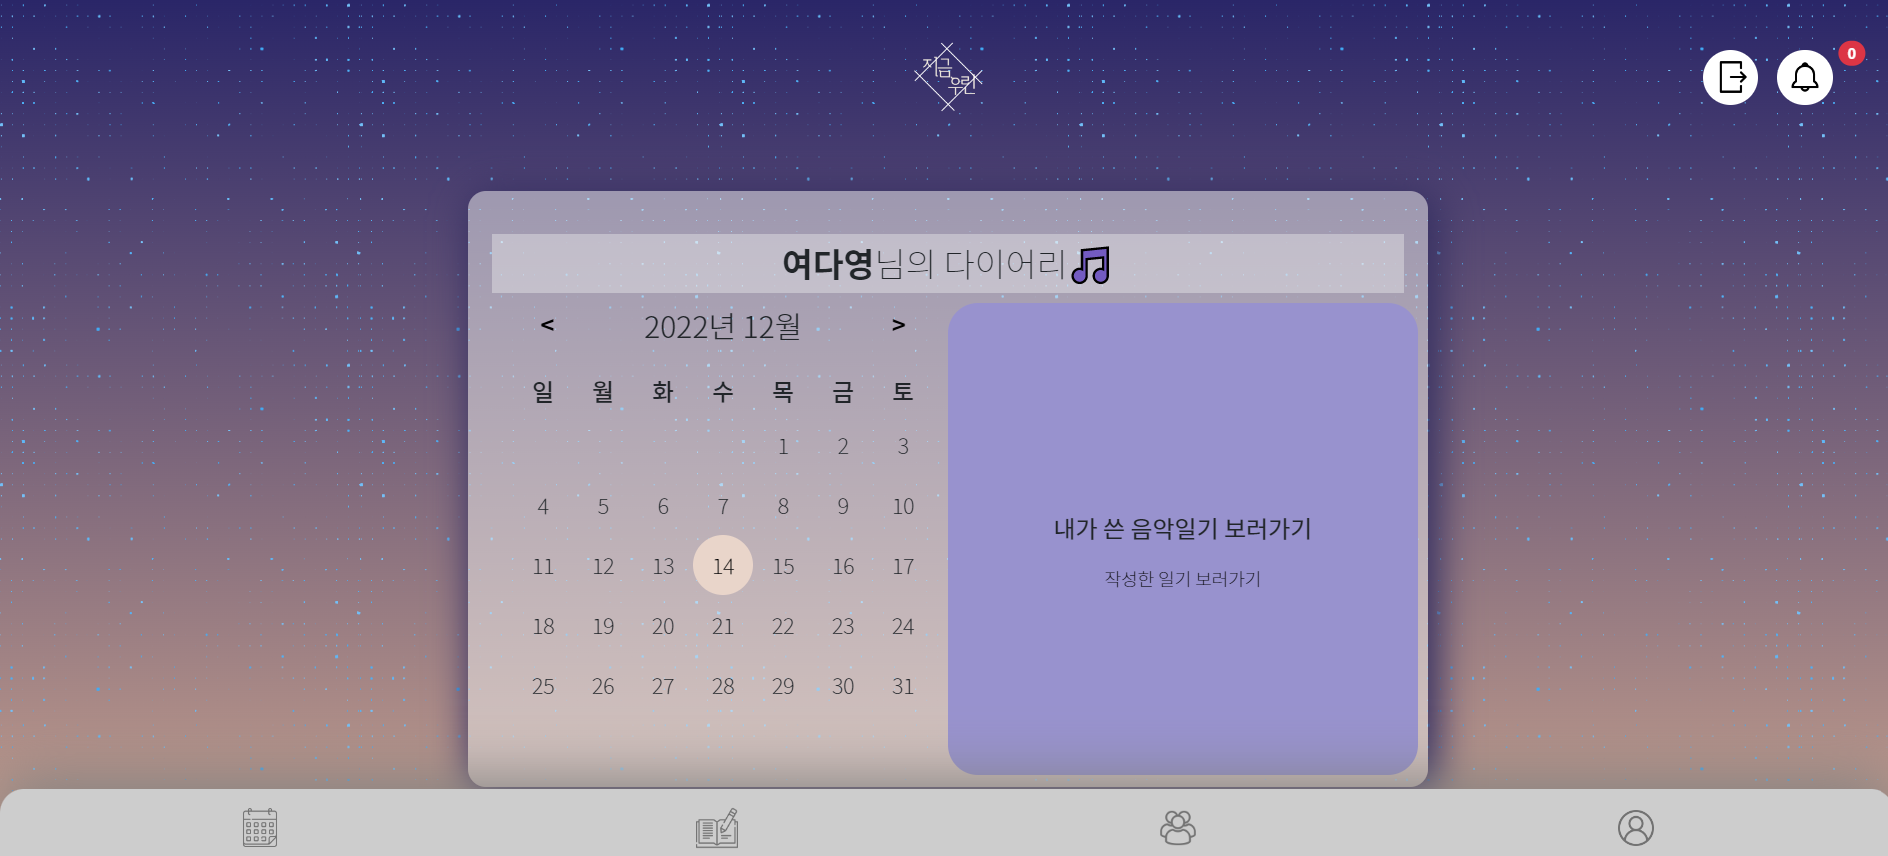 지금
우린
0
여다영님의 다이어리
< 2022년 12월 >
일 월 화 수 목 금 토
1 2 3
4 5 6 7 8 9 10
11 12 13 14 15 16 17
18 19 20 21 22 23 24
25 26 27 28 29 30 31
내가 쓴 음악일기 보러가기
작성한 일기 보러가기